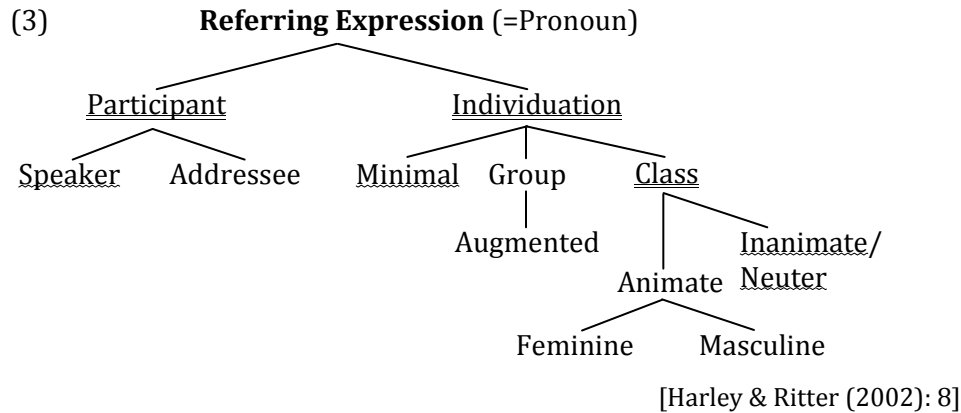 (3) Referring Expression (=Pronoun)
Participant Individuation
Speaker Addressee Minimal Group Class
Augmented Inanimate/
Animate Neuter
Feminine Masculine
[Harley & Ritter (2002): 8]